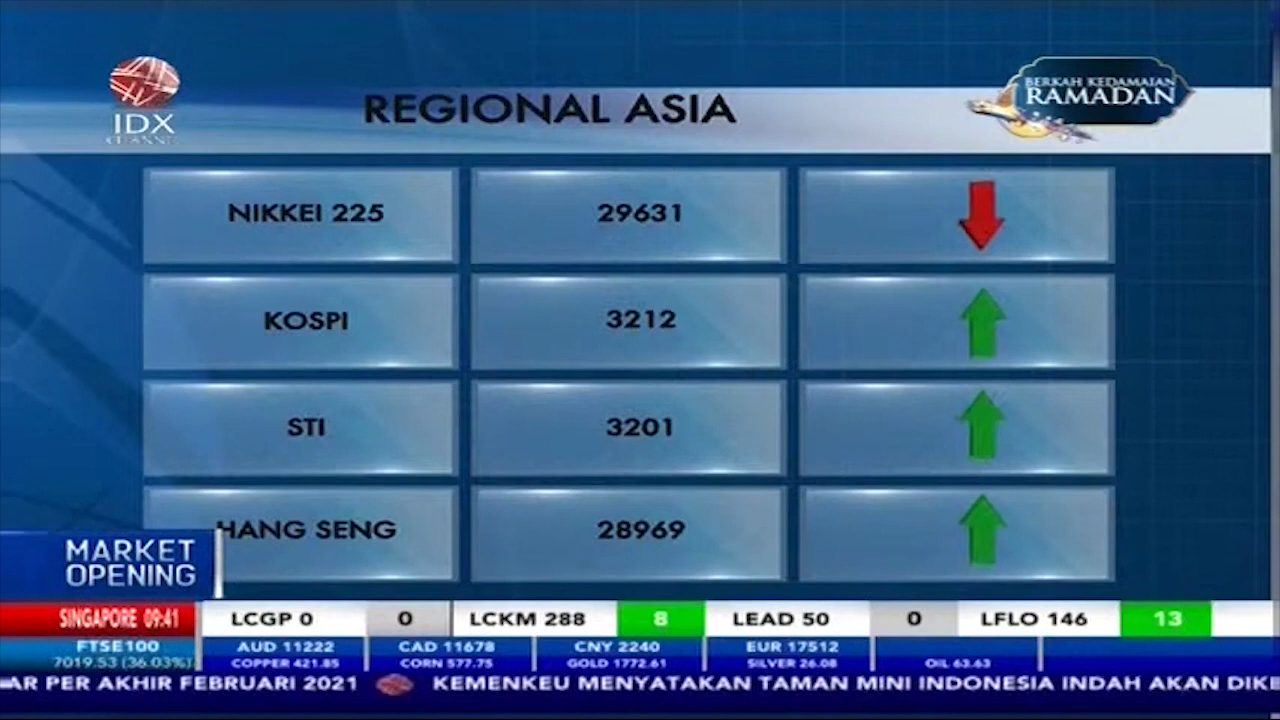 IDX
CHANNEL
BERKAH KEDAMAIAN
RAMADAN
REGIONAL ASIA
NIKKEI 225 29631
KOSPI 3212
STI 3201
HANG SENG 28969
MARKET
OPENING
SINGAPORE 09:41 LCGP 0 0 LCKM 288 8 LEAD 50 0 LFLO 146 13
FTSE100 AUD 11222 CAD 11678 CNY 2240 EUR 17512
7019.53 (36.03%) COPPER 421.85 CORN 577.75 GOLD 1772.61 SILVER 26.08 OIL 63.63
AR PER AKHIR FEBRUARI 2021 KEMENKEU MENYATAKAN TAMAN MINI INDONESIA INDAH AKAN DIKE